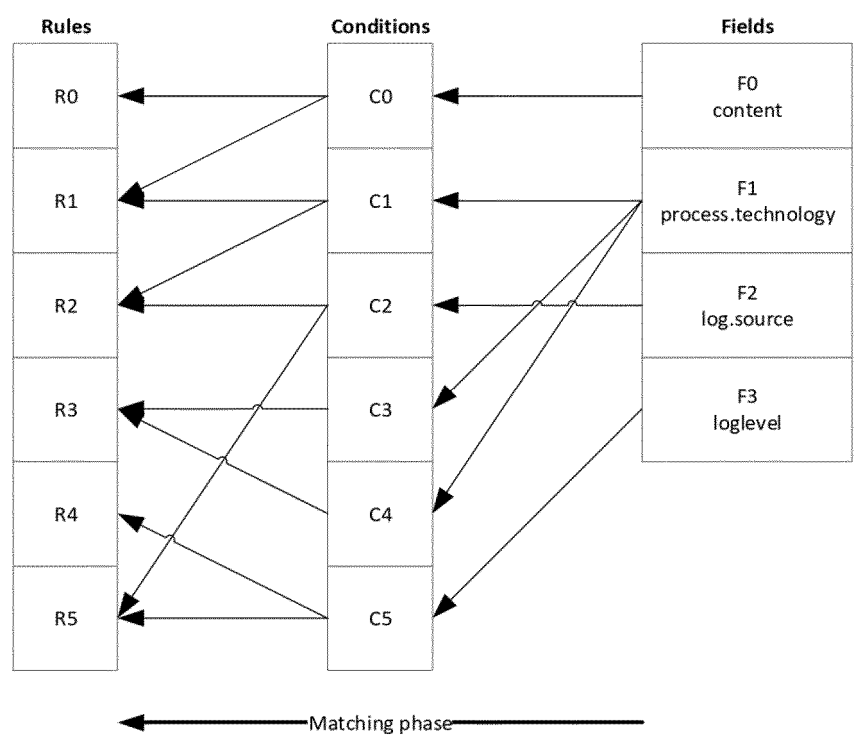 Rules Conditions Fields
R0 C0 F0
content
R1 C1 F1
process.technology
R2 C2 F2
log.source
R3 C3 F3
loglevel
R4 C4
R5 C5
Matching phase